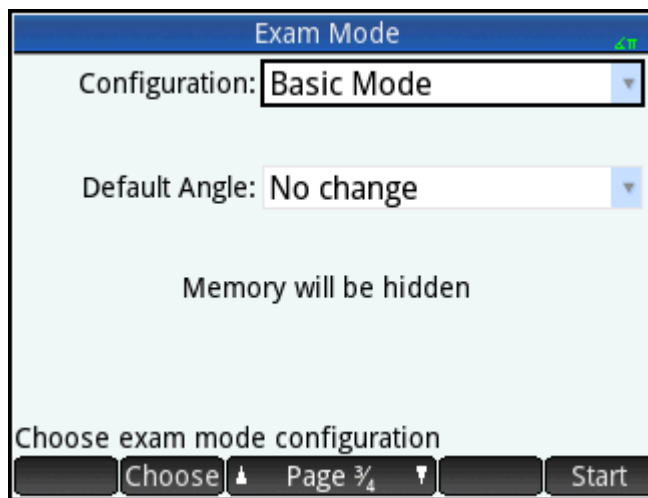 Exam Mode
∡π
Configuration: Basic Mode
Default Angle: No change
Memory will be hidden
Choose exam mode configuration
Choose Page ¾ Start